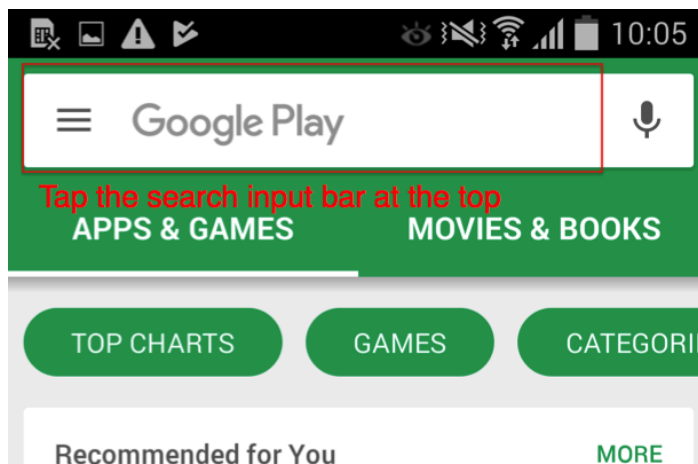 10:05
Google Play
Tap the search input bar at the top
APPS & GAMES MOVIES & BOOKS
TOP CHARTS GAMES CATEGORI
Recommended for You MORE